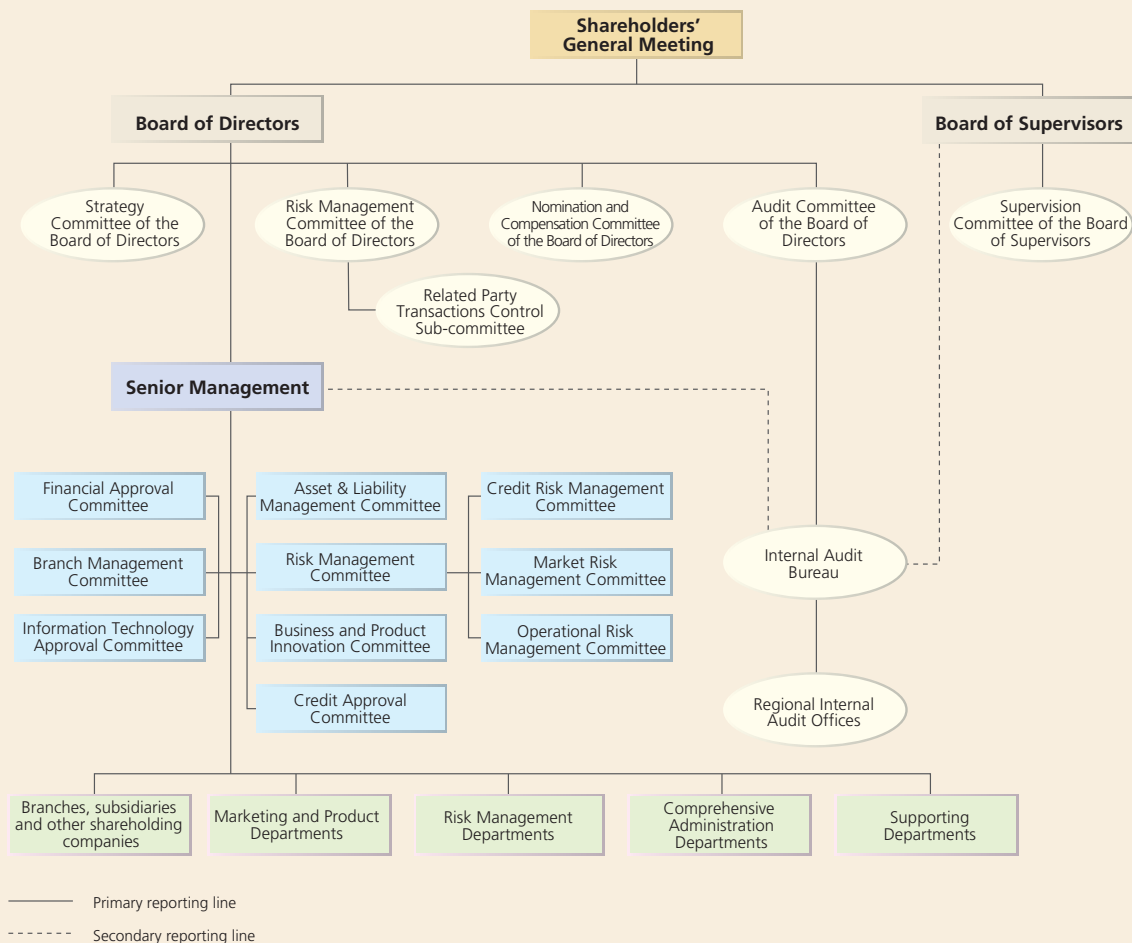 Shareholders'
General Meeting
Board of Directors
Board of Supervisors
Strategy
Committee of the
Board of Directors
Risk Management
Committee of the
Board of Directors
Nomination and
Compensation Committee
of the Board of Directors
Audit Committee
of the Board of
Directors
Supervision
Committee of the Board
of Supervisors
Related Party
Transactions Control
Sub-committee
Senior Management
Financial Approval
Committee
Asset & Liability
Management Committee
Credit Risk Management
Committee
Branch Management
Committee
Risk Management
Committee
Market Risk
Management Committee
Internal Audit
Bureau
Information Technology
Approval Committee
Business and Product
Innovation Committee
Operational Risk
Management Committee
Credit Approval
Committee
Regional Internal
Audit Offices
Branches, subsidiaries
and other shareholding
companies
Marketing and Product
Departments
Risk Management
Departments
Comprehensive
Administration
Departments
Supporting
Departments
Primary reporting line
Secondary reporting line